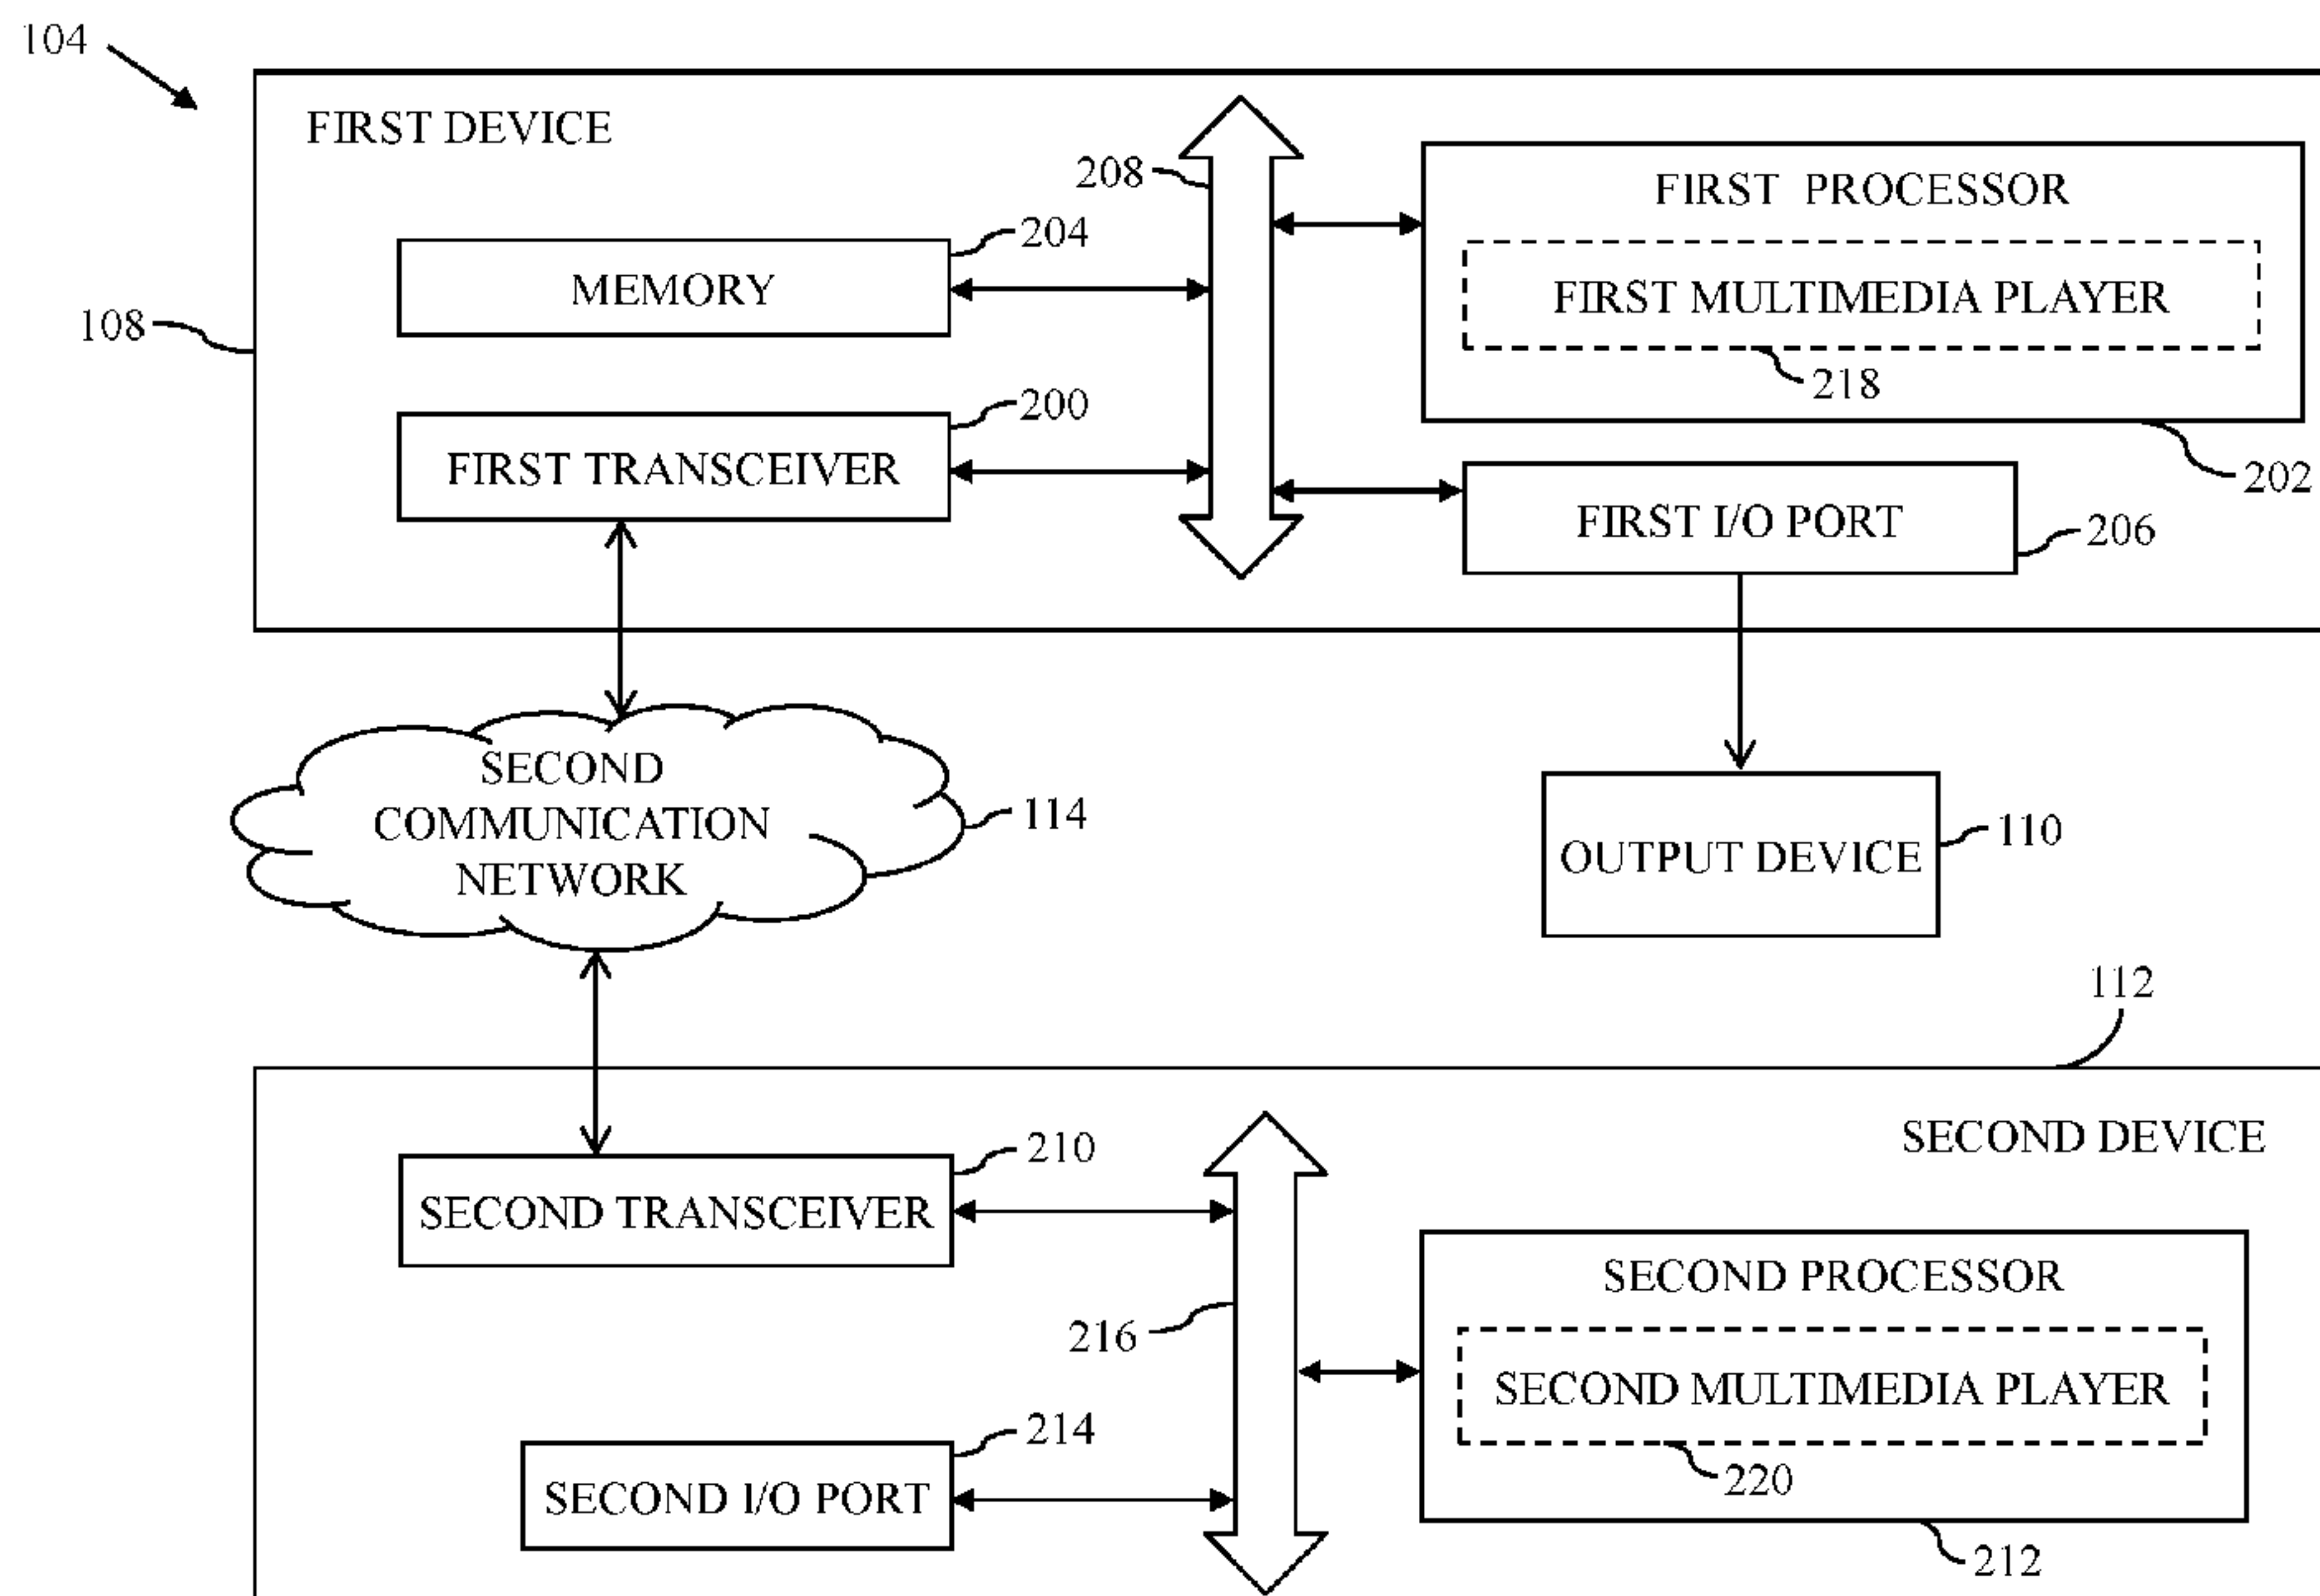 104
FIRST DEVICE
208
FIRST PROCESSOR
204
MEMORY
FIRST MULTIMEDIA PLAYER
108
218
200
FIRST TRANSCEIVER
202
FIRST I/O PORT
206
SECOND
COMMUNICATION
NETWORK
114
OUTPUT DEVICE
110
112
SECOND DEVICE
210
SECOND TRANSCEIVER
SECOND PROCESSOR
216
SECOND MULTIMEDIA PLAYER
214
220
SECOND I/O PORT
212